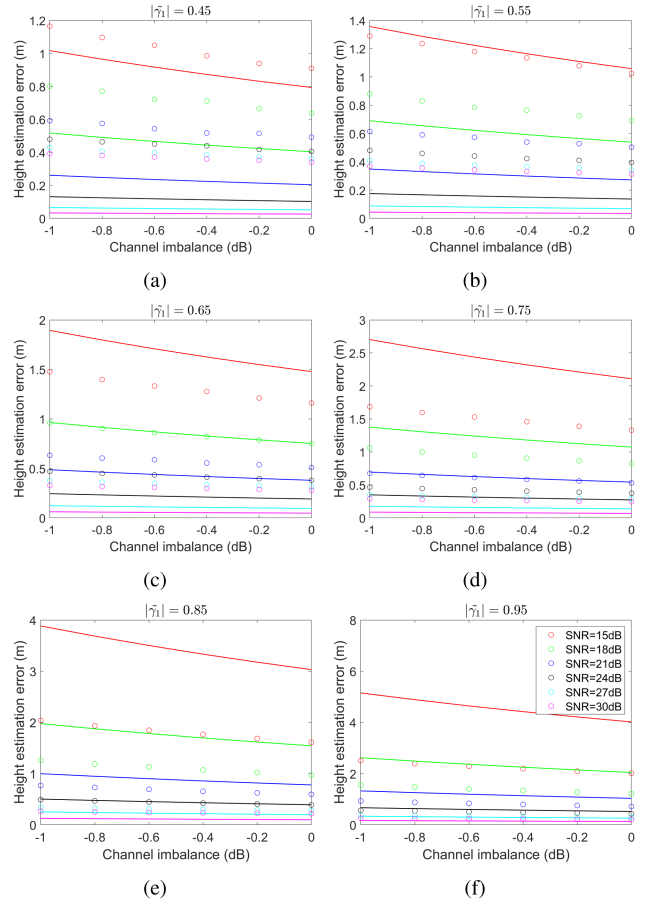 |γ̃₁| = 0.45
|γ̃₁| = 0.55
Height estimation error (m)
1.2
1
0.8
0.6
0.4
0.2
0
-1
-0.8
-0.6
-0.4
-0.2
0
Channel imbalance (dB)
(a)
Height estimation error (m)
1.4
1.2
1
0.8
0.6
0.4
0.2
0
-1
-0.8
-0.6
-0.4
-0.2
0
Channel imbalance (dB)
(b)
|γ̃₁| = 0.65
|γ̃₁| = 0.75
Height estimation error (m)
2
1.5
1
0.5
0
-1
-0.8
-0.6
-0.4
-0.2
0
Channel imbalance (dB)
(c)
Height estimation error (m)
3
2.5
2
1.5
1
0.5
0
-1
-0.8
-0.6
-0.4
-0.2
0
Channel imbalance (dB)
(d)
|γ̃₁| = 0.85
|γ̃₁| = 0.95
Height estimation error (m)
4
3
2
1
0
-1
-0.8
-0.6
-0.4
-0.2
0
Channel imbalance (dB)
(e)
Height estimation error (m)
8
6
4
2
0
-1
-0.8
-0.6
-0.4
-0.2
0
Channel imbalance (dB)
SNR=15dB
SNR=18dB
SNR=21dB
SNR=24dB
SNR=27dB
SNR=30dB
(f)